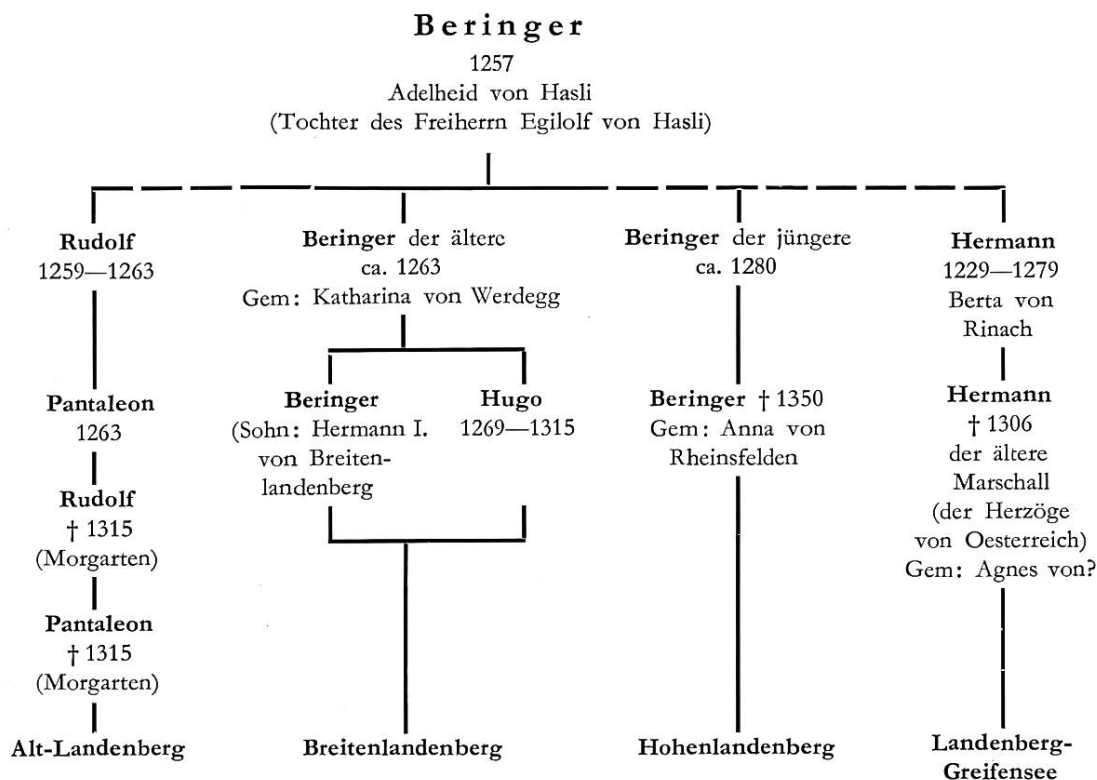 Beringer
1257
Adelheid von Hasli
(Tochter des Freiherrn Egilolf von Hasli)
Rudolf
1259—1263
Beringer der ältere
ca. 1263
Gem: Katharina von Werdegg
Beringer der jüngere
ca. 1280
Hermann
1229—1279
Berta von
Rinach
Pantaleon
1263
Rudolf
† 1315
(Morgarten)
Pantaleon
† 1315
(Morgarten)
Beringer
(Sohn: Hermann I.
von Breiten-
landenberg
Hugo
1269—1315
Beringer † 1350
Gem: Anna von
Rheinsfelden
Hermann
† 1306
der ältere
Marschall
(der Herzöge
von Oesterreich)
Gem: Agnes von?
Alt-Landenberg
Breitenlandenberg
Hohenlandenberg
Landenberg-
Greifensee